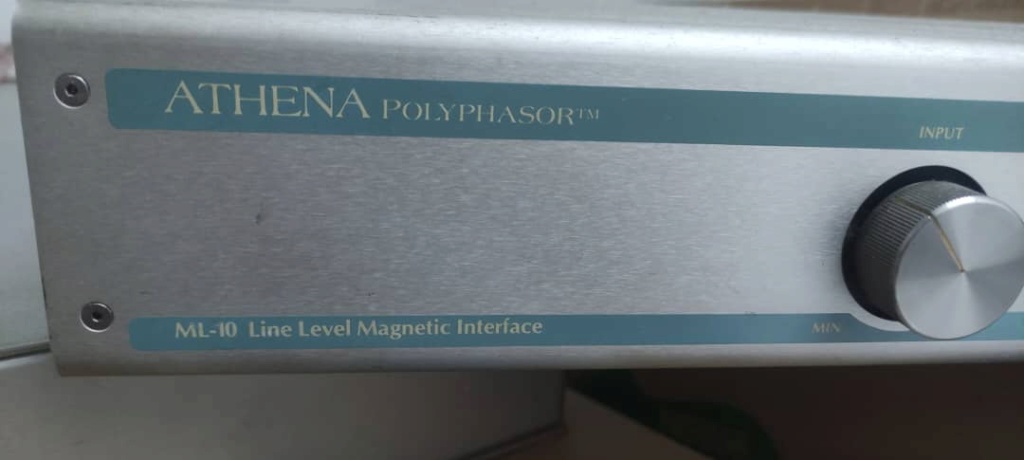 ATHENA POLYPHASOR™
INPUT
ML-10 Line Level Magnetic Interface
MIN